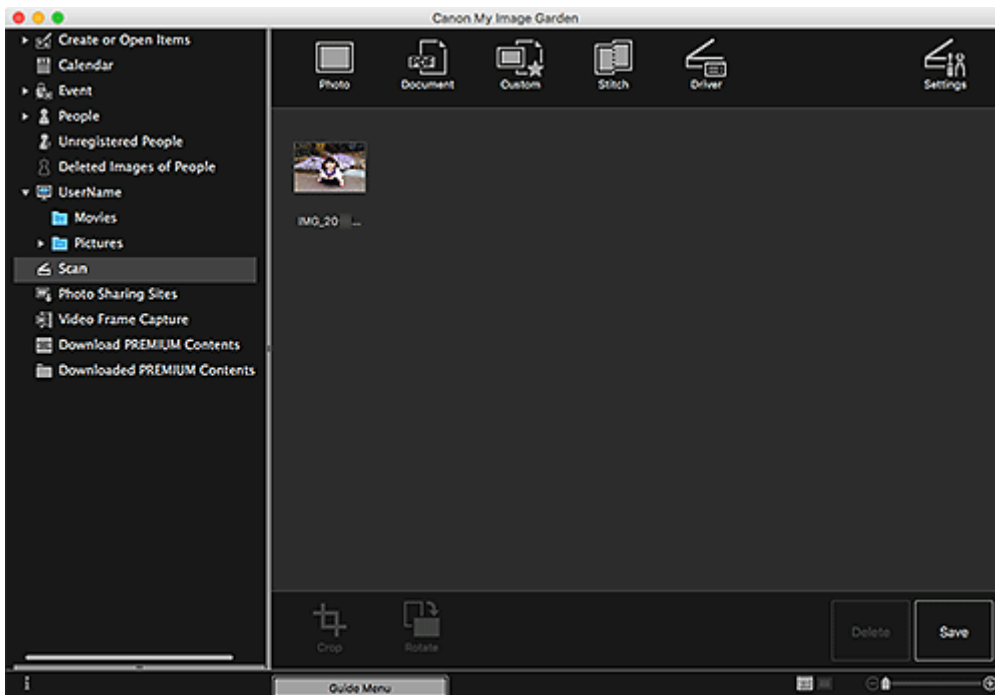 Canon My Image Garden
Create or Open Items
Calendar
Event
People
Unregistered People
Deleted Images of People
UserName
Movies
Pictures
Scan
Photo Sharing Sites
Video Frame Capture
Download PREMIUM Contents
Downloaded PREMIUM Contents
Photo
PDF
Document
Custom
Stitch
Driver
Settings
IMG_20 ...
Crop
Rotate
Delete
Save
Guide Menu